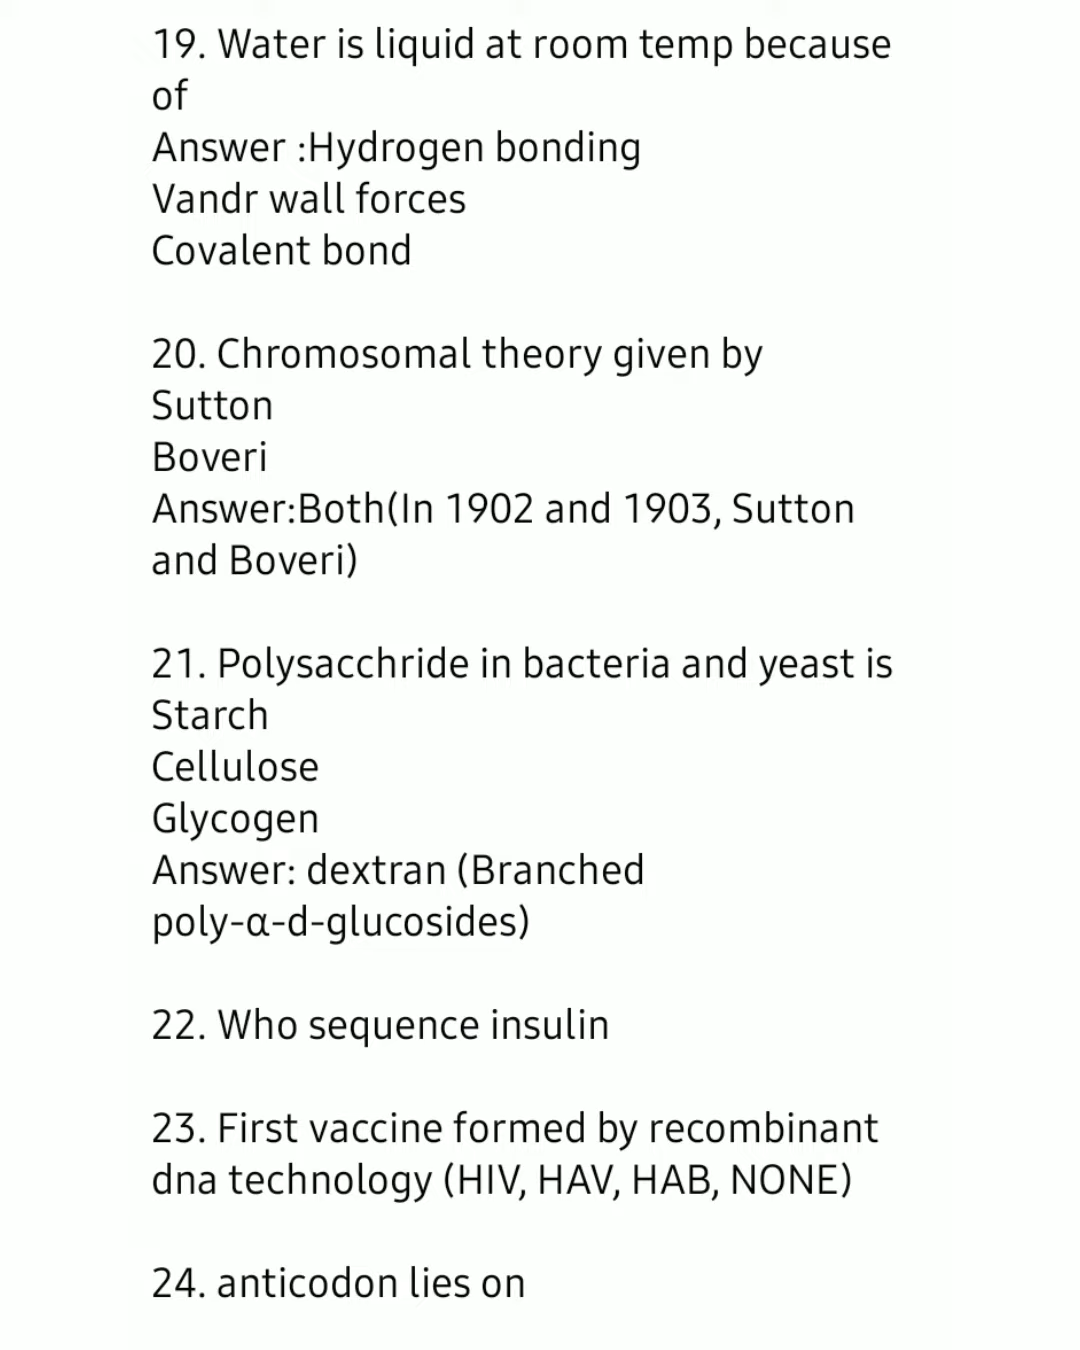 19. Water is liquid at room temp because
of
Answer :Hydrogen bonding
Vandr wall forces
Covalent bond
20. Chromosomal theory given by
Sutton
Boveri
Answer:Both(In 1902 and 1903, Sutton
and Boveri)
21. Polysacchride in bacteria and yeast is
Starch
Cellulose
Glycogen
Answer: dextran (Branched
poly-α-d-glucosides)
22. Who sequence insulin
23. First vaccine formed by recombinant
dna technology (HIV, HAV, HAB, NONE)
24. anticodon lies on